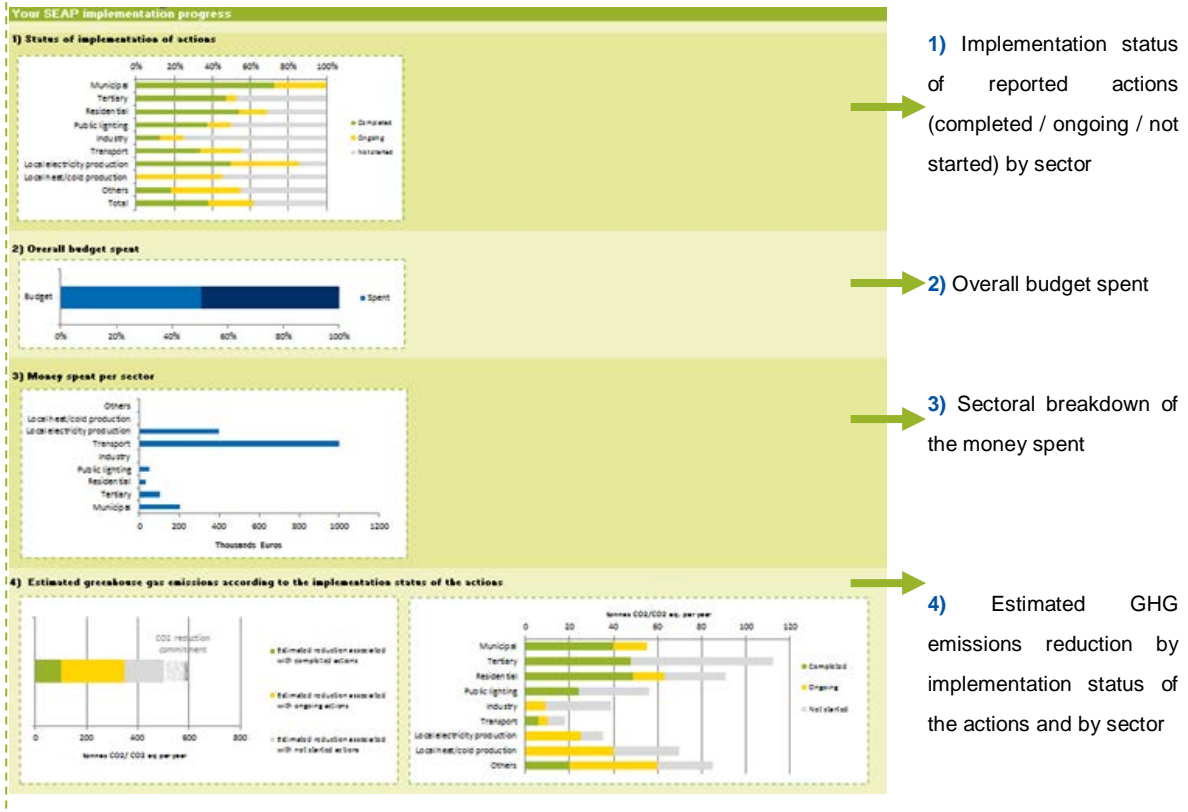 Your SEAP implementation progress
1) Status of implementation of actions
0% 20% 40% 60% 80% 100%
Municipal
Tertiary
Residential
Public lighting
Industry
Transport
Local electricity production
Local heat/cold production
Others
Total
Completed
Ongoing
Not started
2) Overall budget spent
Budget
Spent
0% 20% 40% 60% 80% 100%
3) Money spent per sector
Others
Local heat/cold production
Local electricity production
Transport
Industry
Public lighting
Residential
Tertiary
Municipal
0 200 400 600 800 1000 1200
Thousands Euros
4) Estimated greenhouse gas emissions according to the implementation status of the actions
CO2 reduction
commitment
0 200 400 600 800
tonnes CO2/ CO2 eq per year
Estimated reduction associated
with completed actions
Estimated reduction associated
with ongoing actions
Estimated reduction associated
with not started actions
tonnes CO2/CO2 eq. per year
0 20 40 60 80 100 120
Municipal
Tertiary
Residential
Public lighting
Industry
Transport
Local electricity production
Local heat/cold production
Others
Completed
Ongoing
Not started
1) Implementation status
of reported actions
(completed / ongoing / not
started) by sector
2) Overall budget spent
3) Sectoral breakdown of
the money spent
4) Estimated GHG
emissions reduction by
implementation status of
the actions and by sector